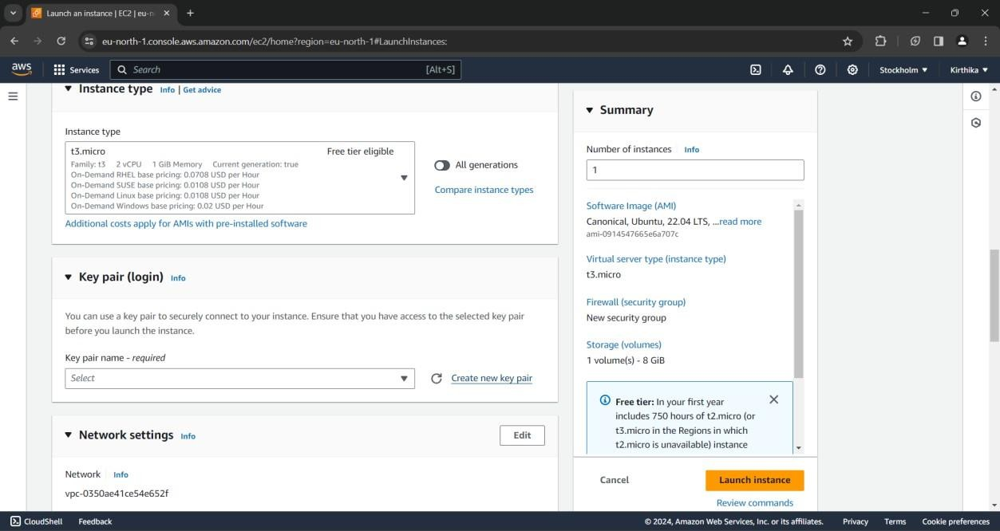 Launch an instance | EC2 | eu-n
eu-north-1.console.aws.amazon.com/ec2/home?region=eu-north-1#LaunchInstances:
aws Services Search [Alt+S] Stockholm ▼ Kirthika ▼
▼ Instance type Info | Get advice
Instance type
t3.micro Free tier eligible
Family: t3 2 vCPU 1 GiB Memory Current generation: true
On-Demand RHEL base pricing: 0.0708 USD per Hour
On-Demand SUSE base pricing: 0.0108 USD per Hour
On-Demand Linux base pricing: 0.0108 USD per Hour
On-Demand Windows base pricing: 0.02 USD per Hour
All generations
Compare instance types
Additional costs apply for AMIs with pre-installed software
▼ Key pair (login) Info
You can use a key pair to securely connect to your instance. Ensure that you have access to the selected key pair
before you launch the instance.
Key pair name - required
Select
Create new key pair
▼ Network settings Info
Edit
Network Info
vpc-0350ae41ce54e652f
▼ Summary
Number of instances Info
1
Software Image (AMI)
Canonical, Ubuntu, 22.04 LTS, ...read more
ami-0914547665e6a707c
Virtual server type (instance type)
t3.micro
Firewall (security group)
New security group
Storage (volumes)
1 volume(s) - 8 GiB
Free tier: In your first year
includes 750 hours of t2.micro (or
t3.micro in the Regions in which
t2.micro is unavailable) instance
Cancel
Launch instance
Review commands
CloudShell Feedback © 2024, Amazon Web Services, Inc. or its affiliates. Privacy Terms Cookie preferences